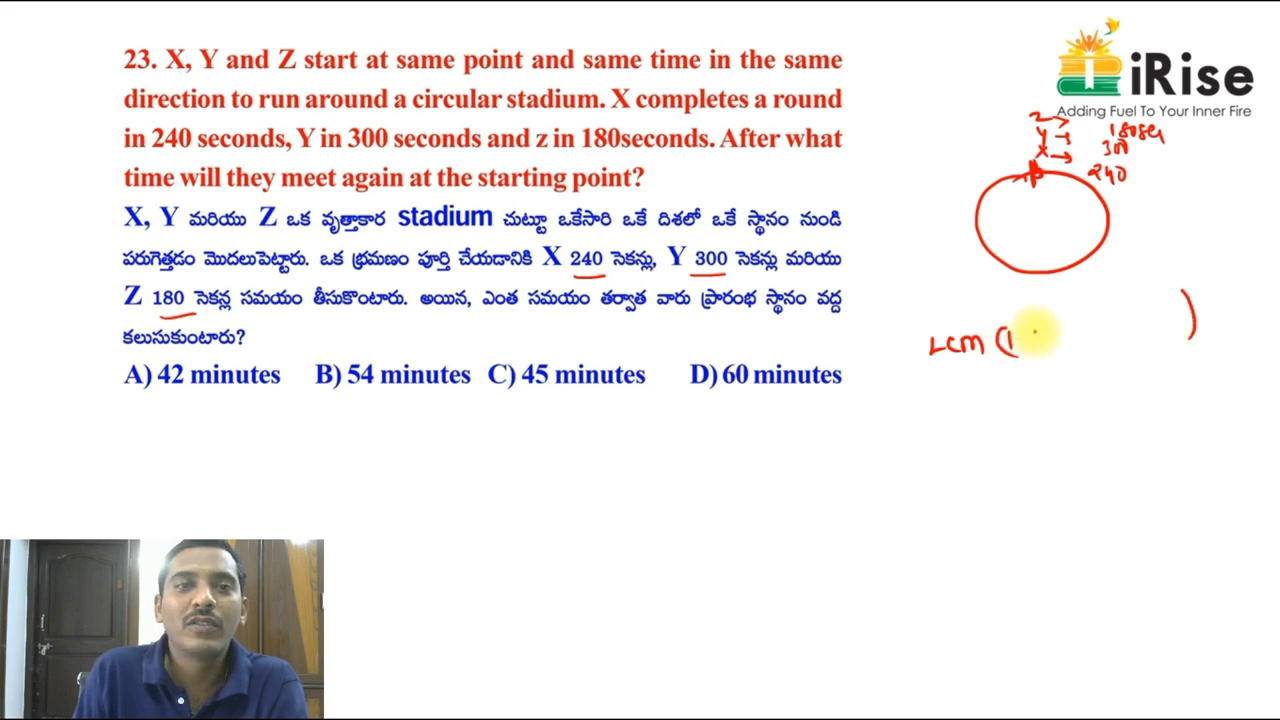 23. X, Y and Z start at same point and same time in the same
direction to run around a circular stadium. X completes a round
in 240 seconds, Y in 300 seconds and z in 180seconds. After what
time will they meet again at the starting point?
X, Y మరియు Z ఒక వృత్తాకార stadium చుట్టూ ఒకేసారి ఒకే దిశలో ఒకే స్థానం నుండి
పరుగెత్తడం మొదలుపెట్టారు. ఒక భ్రమణం పూర్తి చేయడానికి X 240 సెకన్లు, Y 300 సెకన్లు మరియు
Z 180 సెకన్ల సమయం తీసుకొంటారు. అయిన, ఎంత సమయం తర్వాత వారు ప్రారంభ స్థానం వద్ద
కలుసుకుంటారు?
A) 42 minutes B) 54 minutes C) 45 minutes D) 60 minutes
iRise
Adding Fuel To Your Inner Fire
Z 180sec
Y 300
X 240
LCM (1 )